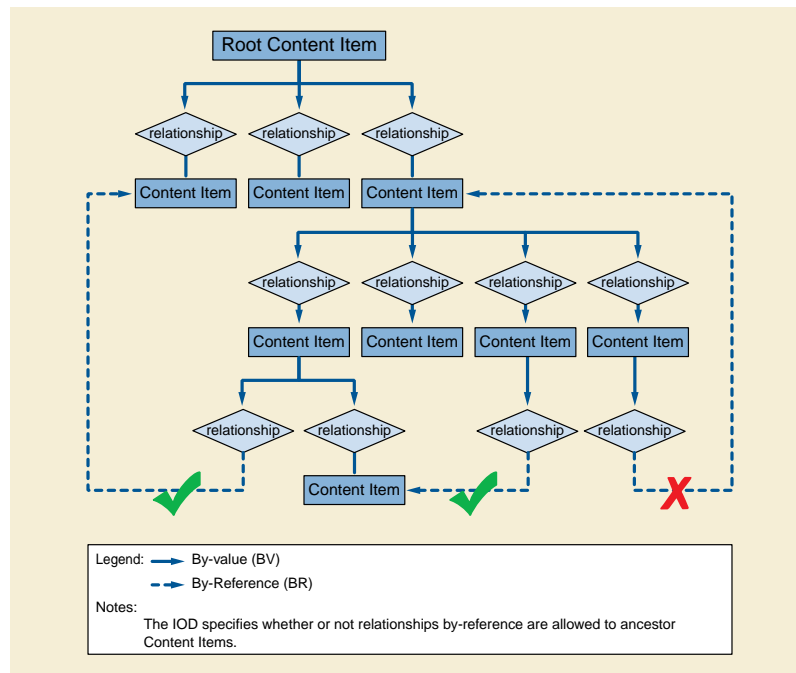 Root Content Item
relationship relationship relationship
Content Item Content Item Content Item
relationship relationship relationship relationship
Content Item Content Item Content Item Content Item
relationship relationship relationship relationship
Content Item
Legend: By-value (BV)
By-Reference (BR)
Notes:
The IOD specifies whether or not relationships by-reference are allowed to ancestor
Content Items.